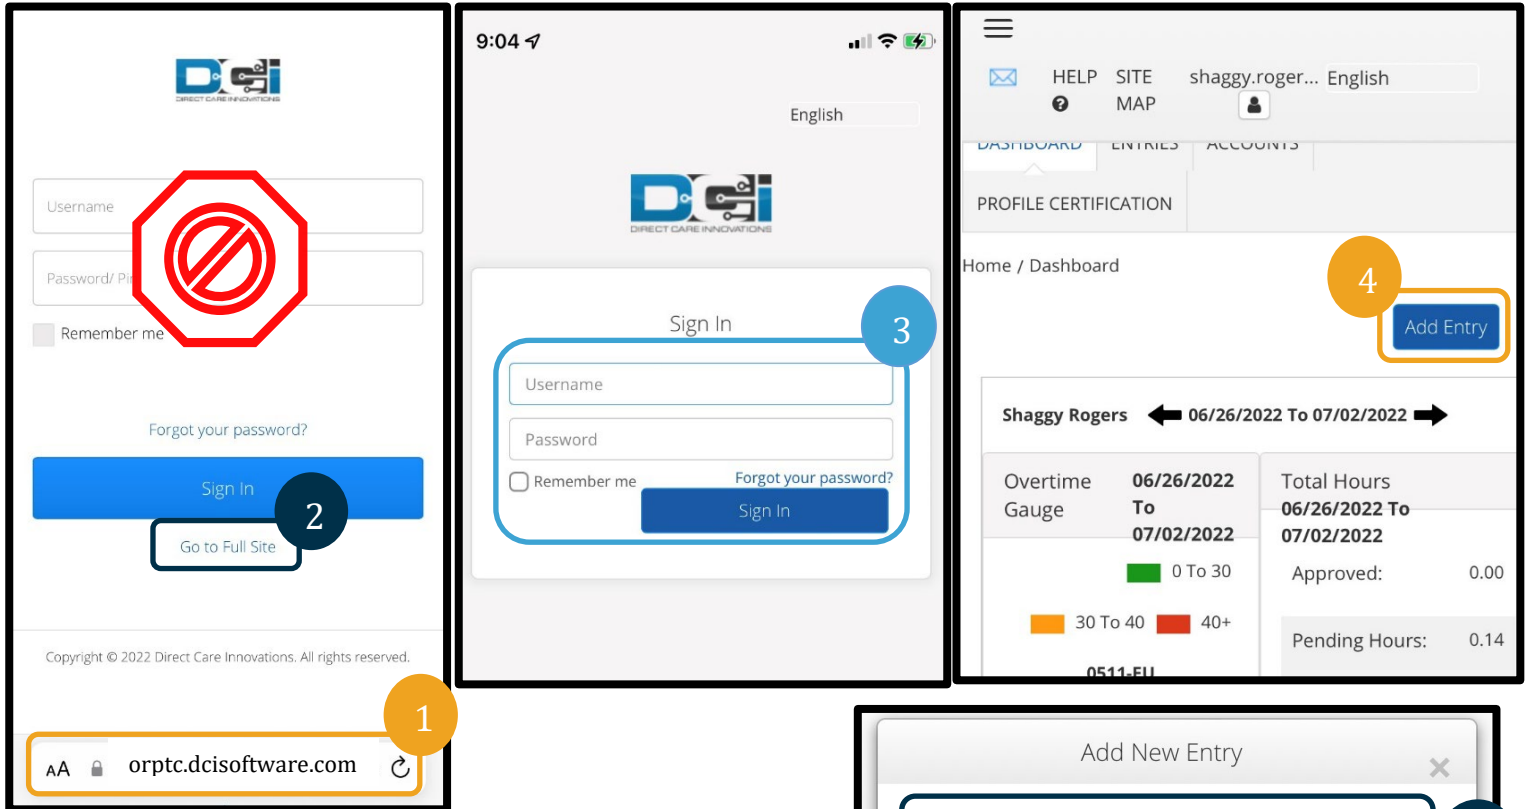 DCI
DIRECT CARE INNOVATIONS
Username
Password/ Pi
Remember me
Forgot your password?
Sign In
2
Go to Full Site
Copyright © 2022 Direct Care Innovations. All rights reserved.
1
AA orptc.dcisoftware.com
9:04
English
DCI
DIRECT CARE INNOVATIONS
Sign In
3
Username
Password
Remember me Forgot your password?
Sign In
HELP SITE MAP shaggy.roger... English
DASHBOARD ENTRIES ACCOUNTS
PROFILE CERTIFICATION
Home / Dashboard
4
Add Entry
Shaggy Rogers 06/26/2022 To 07/02/2022
Overtime Gauge 06/26/2022 To 07/02/2022
0 To 30
30 To 40 40+
0511-EU
Total Hours
06/26/2022 To
07/02/2022
Approved: 0.00
Pending Hours: 0.14
Add New Entry ×